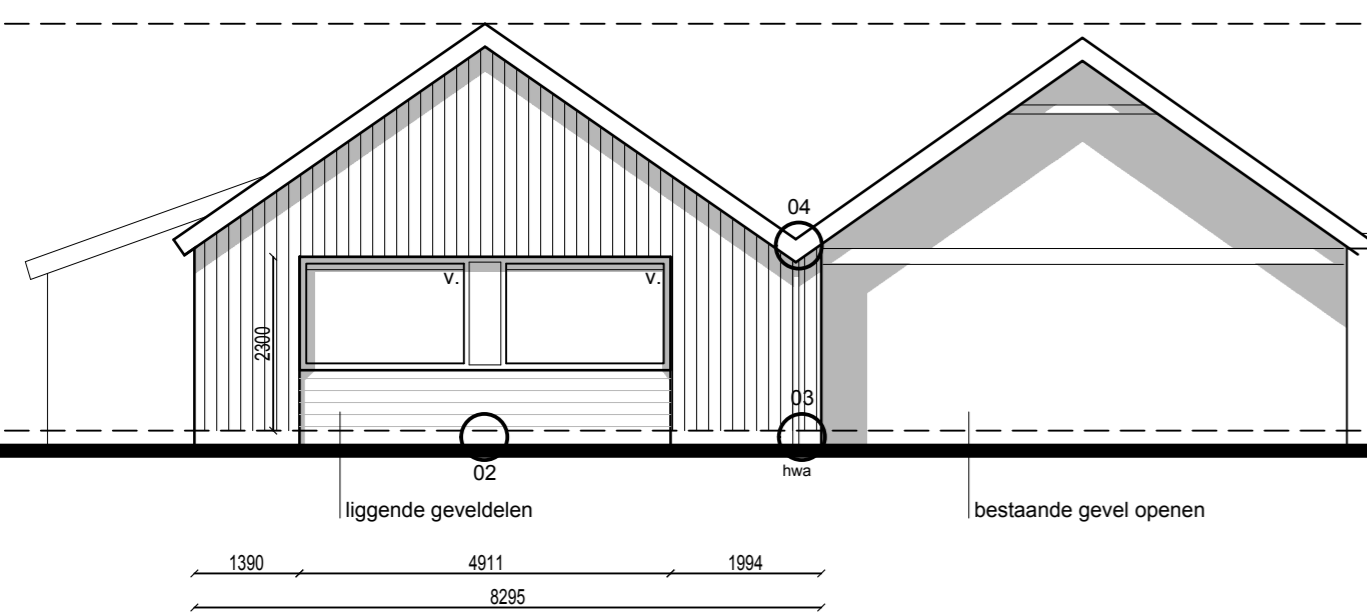 04
v.
v.
2300
03
02
hwa
liggende geveldelen
bestaande gevel openen
1390
4911
1994
8295